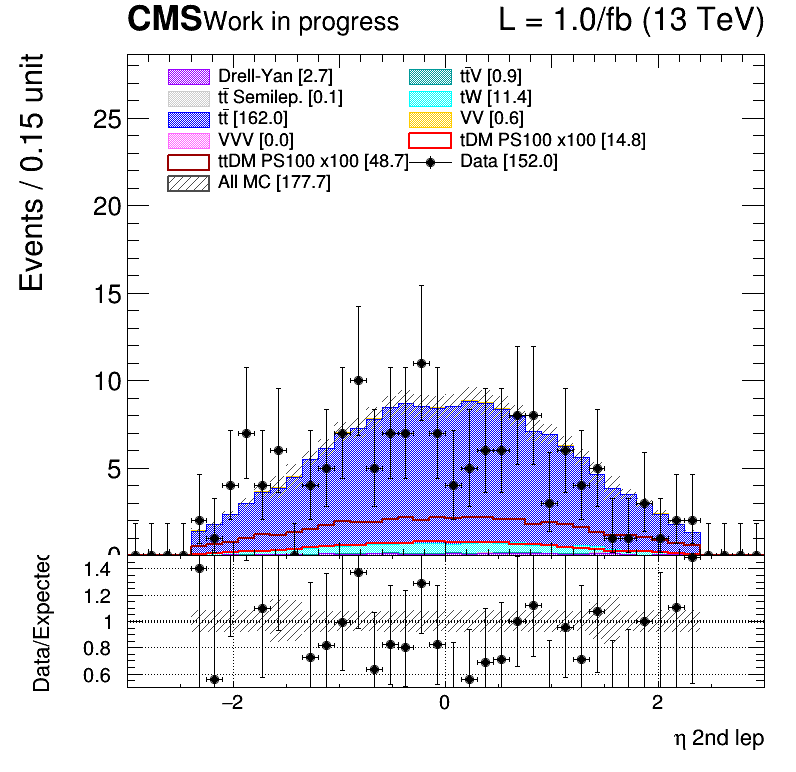 CMS Work in progress L = 1.0/fb (13 TeV)
Drell-Yan [2.7] tt̄V [0.9]
tt̄ Semilep. [0.1] tW [11.4]
tt̄ [162.0] VV [0.6]
VVV [0.0] tDM PS100 x100 [14.8]
ttDM PS100 x100 [48.7] Data [152.0]
All MC [177.7]
Events / 0.15 unit
25
20
15
10
5
0
Data/Expected
1.4
1.2
1
0.8
0.6
−2 0 2
η 2nd lep